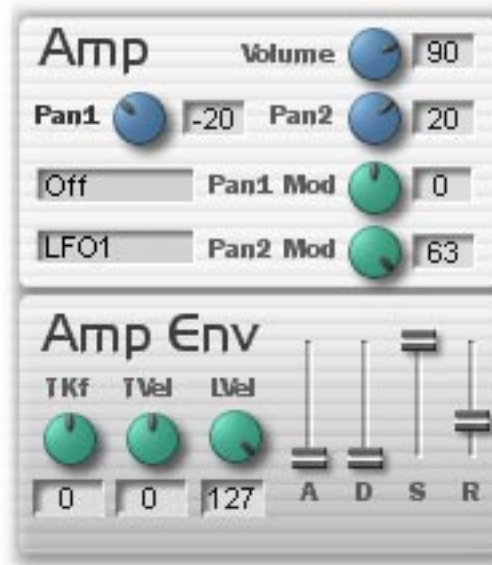 Amp Volume 90
Pan1 -20 Pan2 20
Off Pan1 Mod 0
LFO1 Pan2 Mod 63
Amp Env
TKf TVel LVel
0 0 127 A D S R